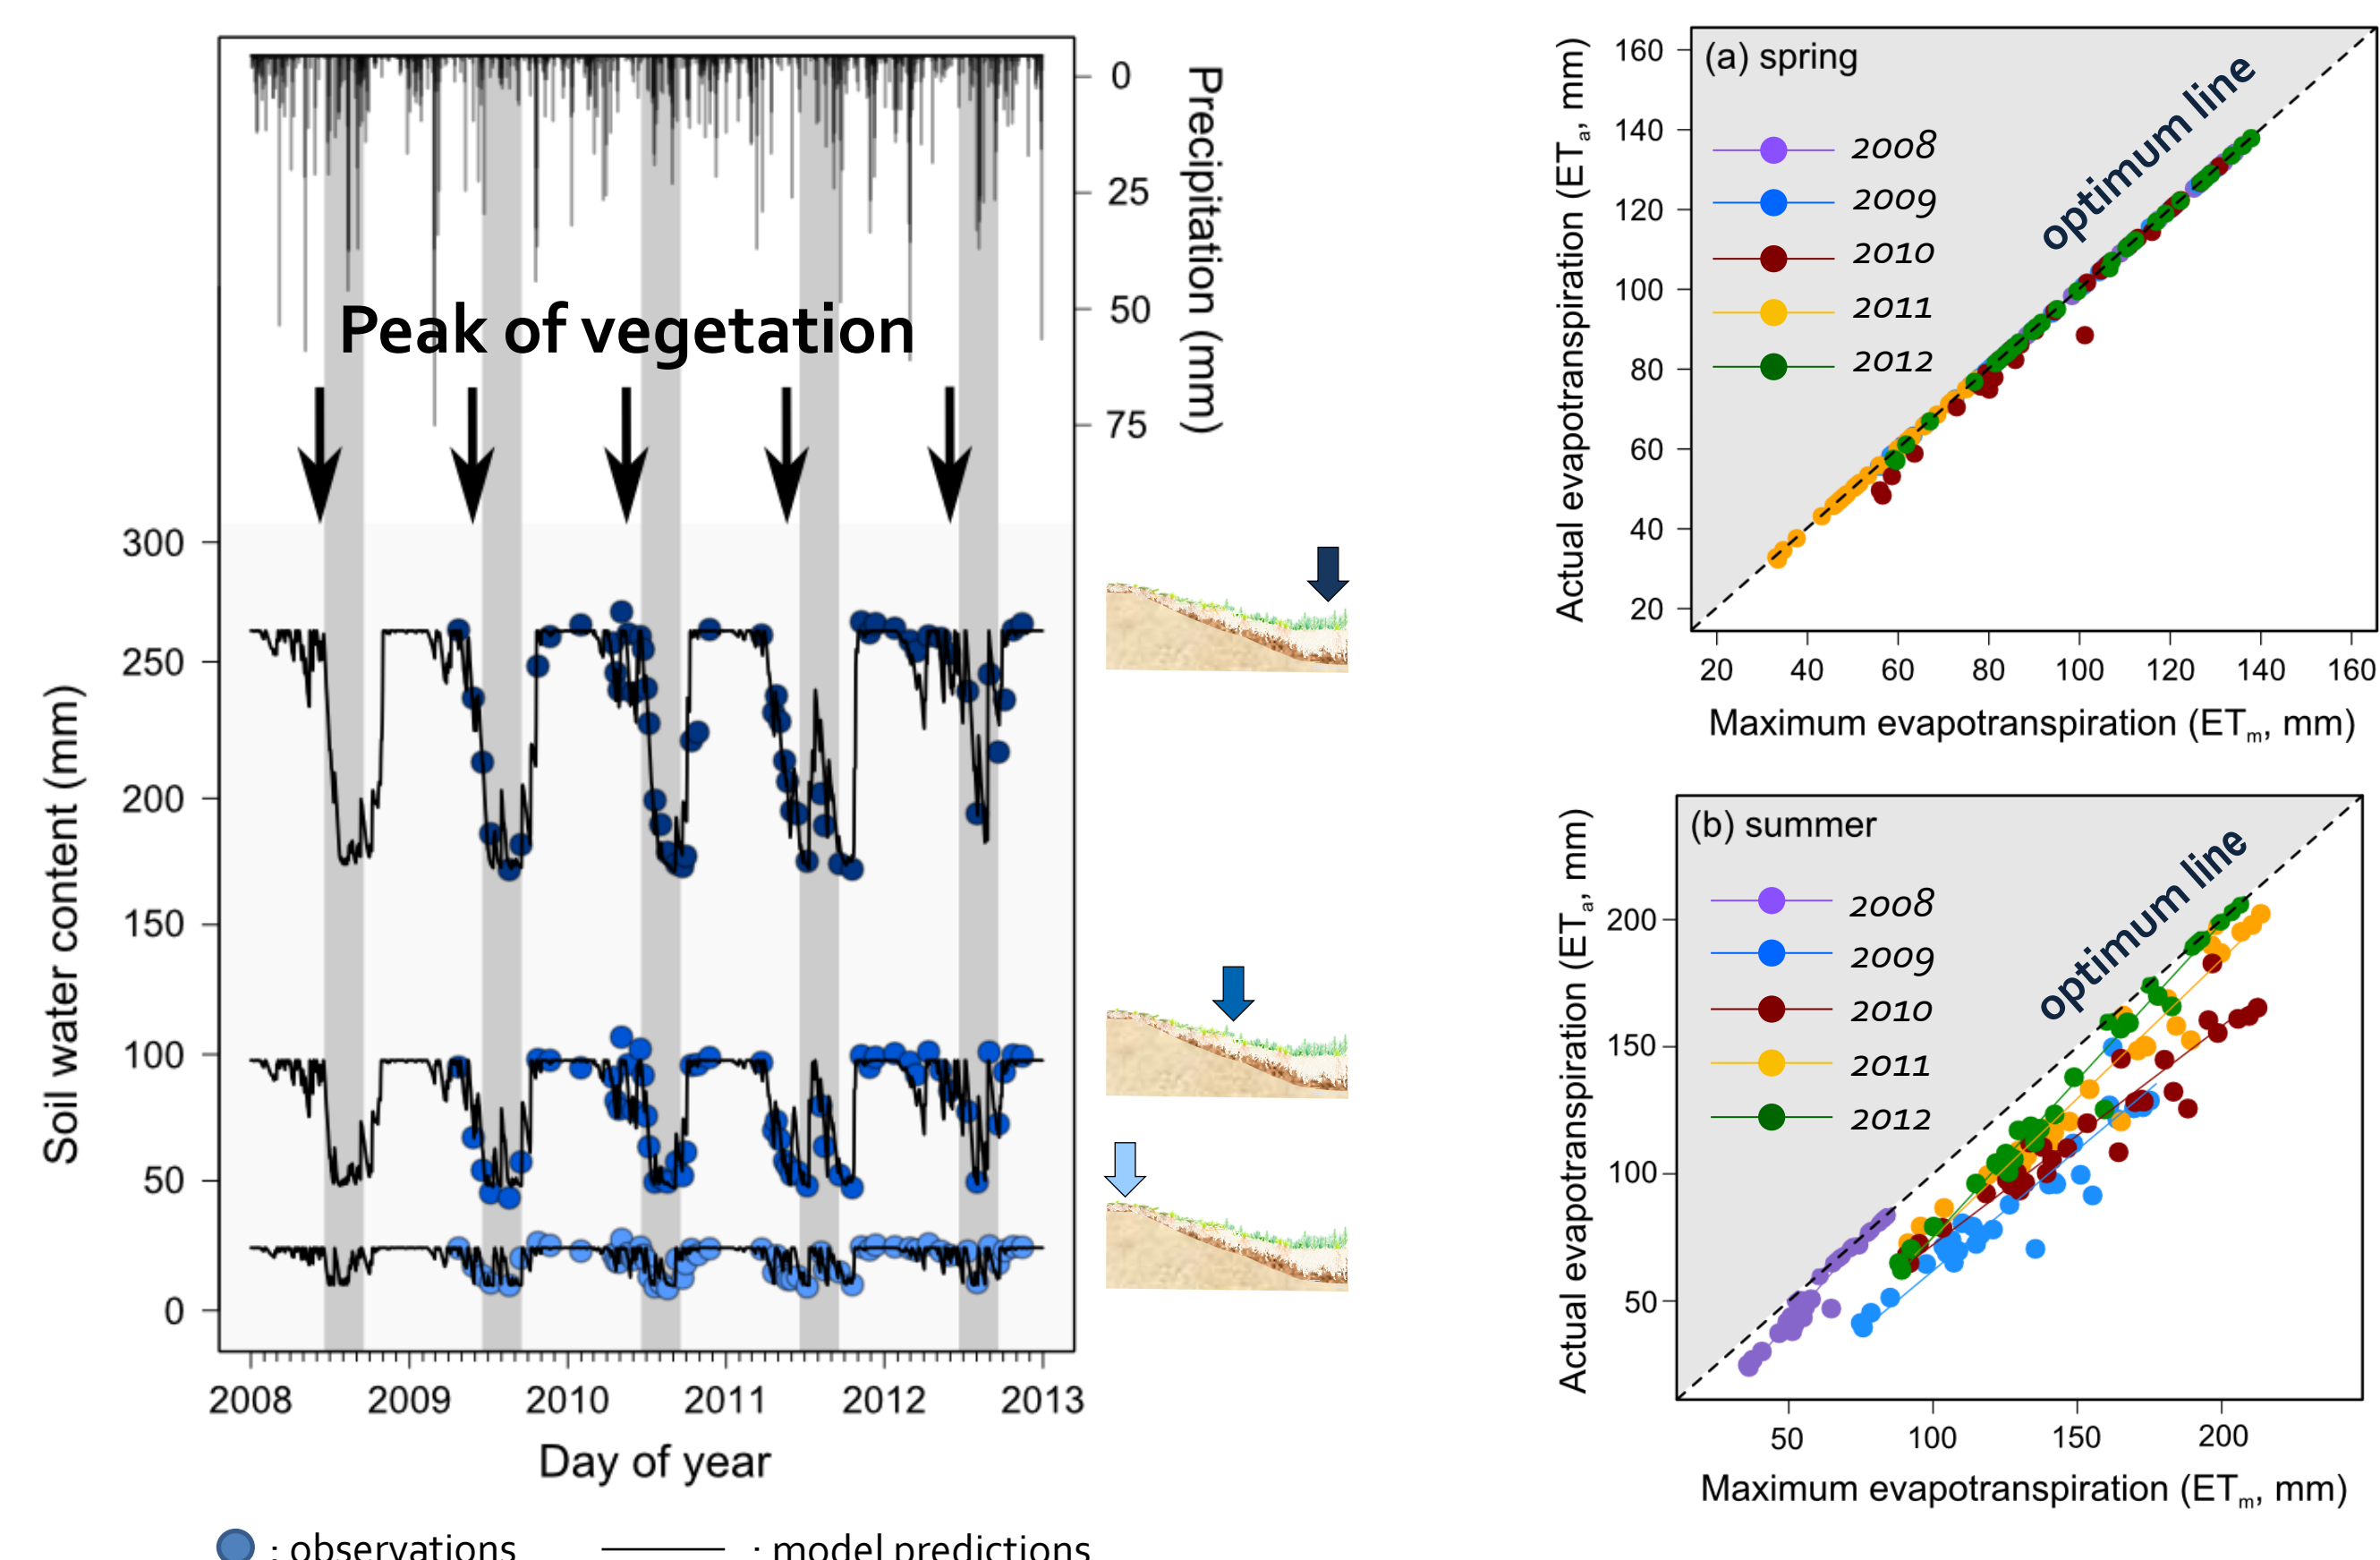 0
25
50
75
Precipitation (mm)
Peak of vegetation
300
250
200
150
100
50
0
Soil water content (mm)
2008 2009 2010 2011 2012 2013
Day of year
: observations : model predictions
(a) spring
optimum line
2008
2009
2010
2011
2012
160
140
120
100
80
60
40
20
Actual evapotranspiration (ETa, mm)
20 40 60 80 100 120 140 160
Maximum evapotranspiration (ETm, mm)
(b) summer
optimum line
2008
2009
2010
2011
2012
200
150
100
50
Actual evapotranspiration (ETa, mm)
50 100 150 200
Maximum evapotranspiration (ETm, mm)